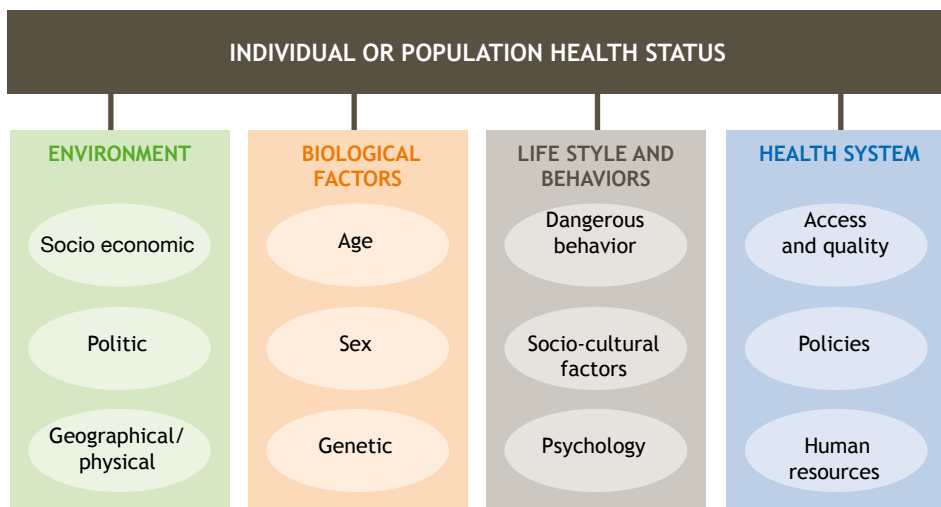 INDIVIDUAL OR POPULATION HEALTH STATUS
ENVIRONMENT
Socio economic
Politic
Geographical/
physical
BIOLOGICAL
FACTORS
Age
Sex
Genetic
LIFE STYLE AND
BEHAVIORS
Dangerous
behavior
Socio-cultural
factors
Psychology
HEALTH SYSTEM
Access
and quality
Policies
Human
resources